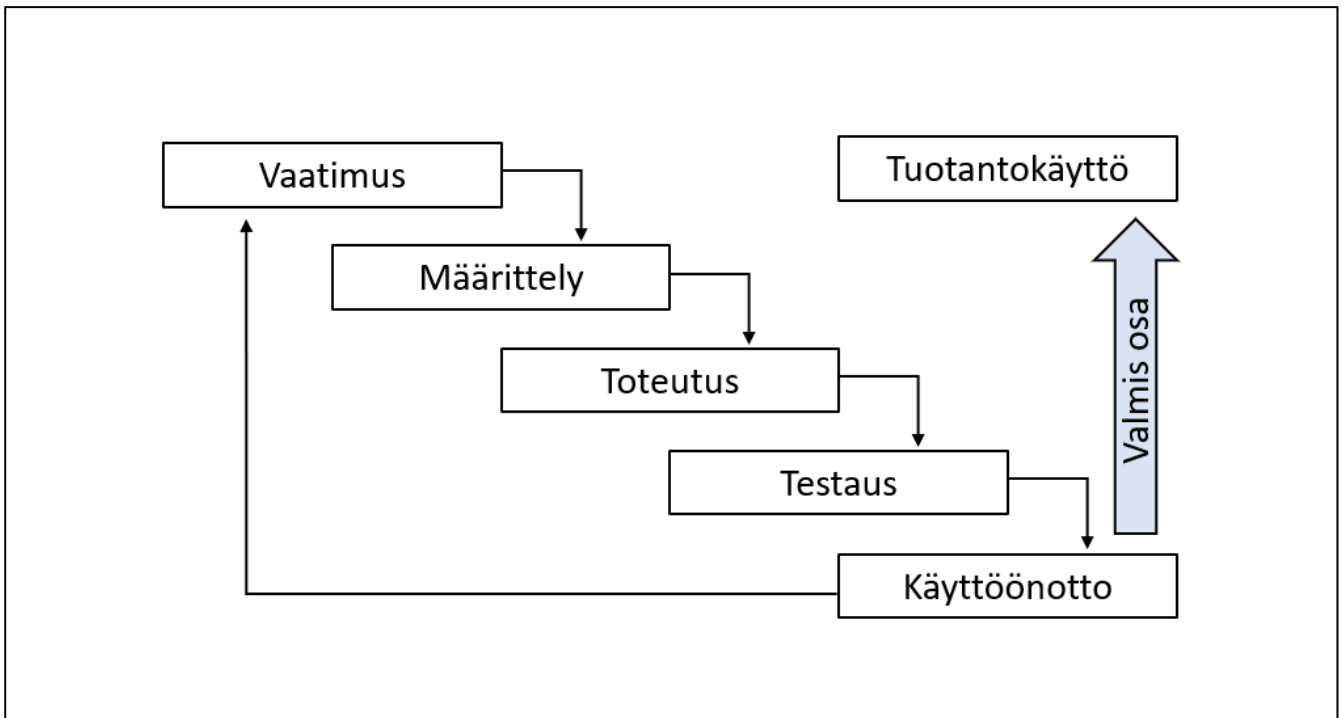 Vaatimus
Tuotantokäyttö
Määrittely
Toteutus
Valmis osa
Testaus
Käyttöönotto